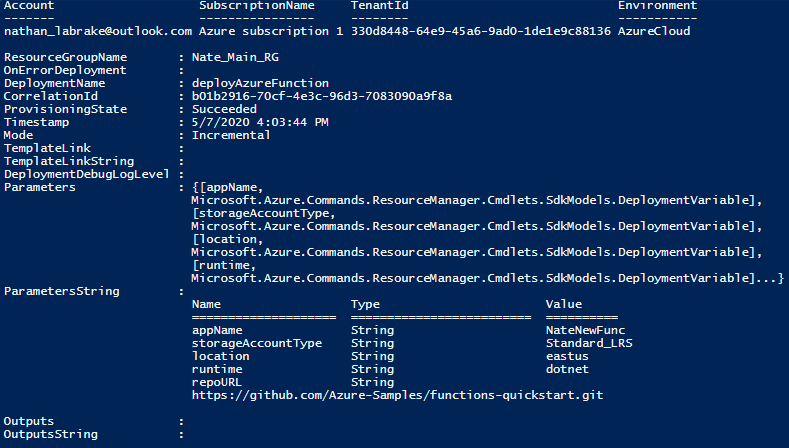 Account SubscriptionName TenantId Environment
------- ---------------- -------- -----------
nathan_labrake@outlook.com Azure subscription 1 330d8448-64e9-45a6-9ad0-1de1e9c88136 AzureCloud
ResourceGroupName : Nate_Main_RG
OnErrorDeployment :
DeploymentName : deployAzureFunction
CorrelationId : b01b2916-70cf-4e3c-96d3-7083090a9f8a
ProvisioningState : Succeeded
Timestamp : 5/7/2020 4:03:44 PM
Mode : Incremental
TemplateLink :
TemplateLinkString :
DeploymentDebugLogLevel :
Parameters : {[appName,
Microsoft.Azure.Commands.ResourceManager.Cmdlets.SdkModels.DeploymentVariable],
[storageAccountType,
Microsoft.Azure.Commands.ResourceManager.Cmdlets.SdkModels.DeploymentVariable],
[location,
Microsoft.Azure.Commands.ResourceManager.Cmdlets.SdkModels.DeploymentVariable],
[runtime,
Microsoft.Azure.Commands.ResourceManager.Cmdlets.SdkModels.DeploymentVariable]...}
ParametersString :
Name Type Value
==================== ========================= ==========
appName String NateNewFunc
storageAccountType String Standard_LRS
location String eastus
runtime String dotnet
repoURL String
https://github.com/Azure-Samples/functions-quickstart.git
Outputs :
OutputsString :